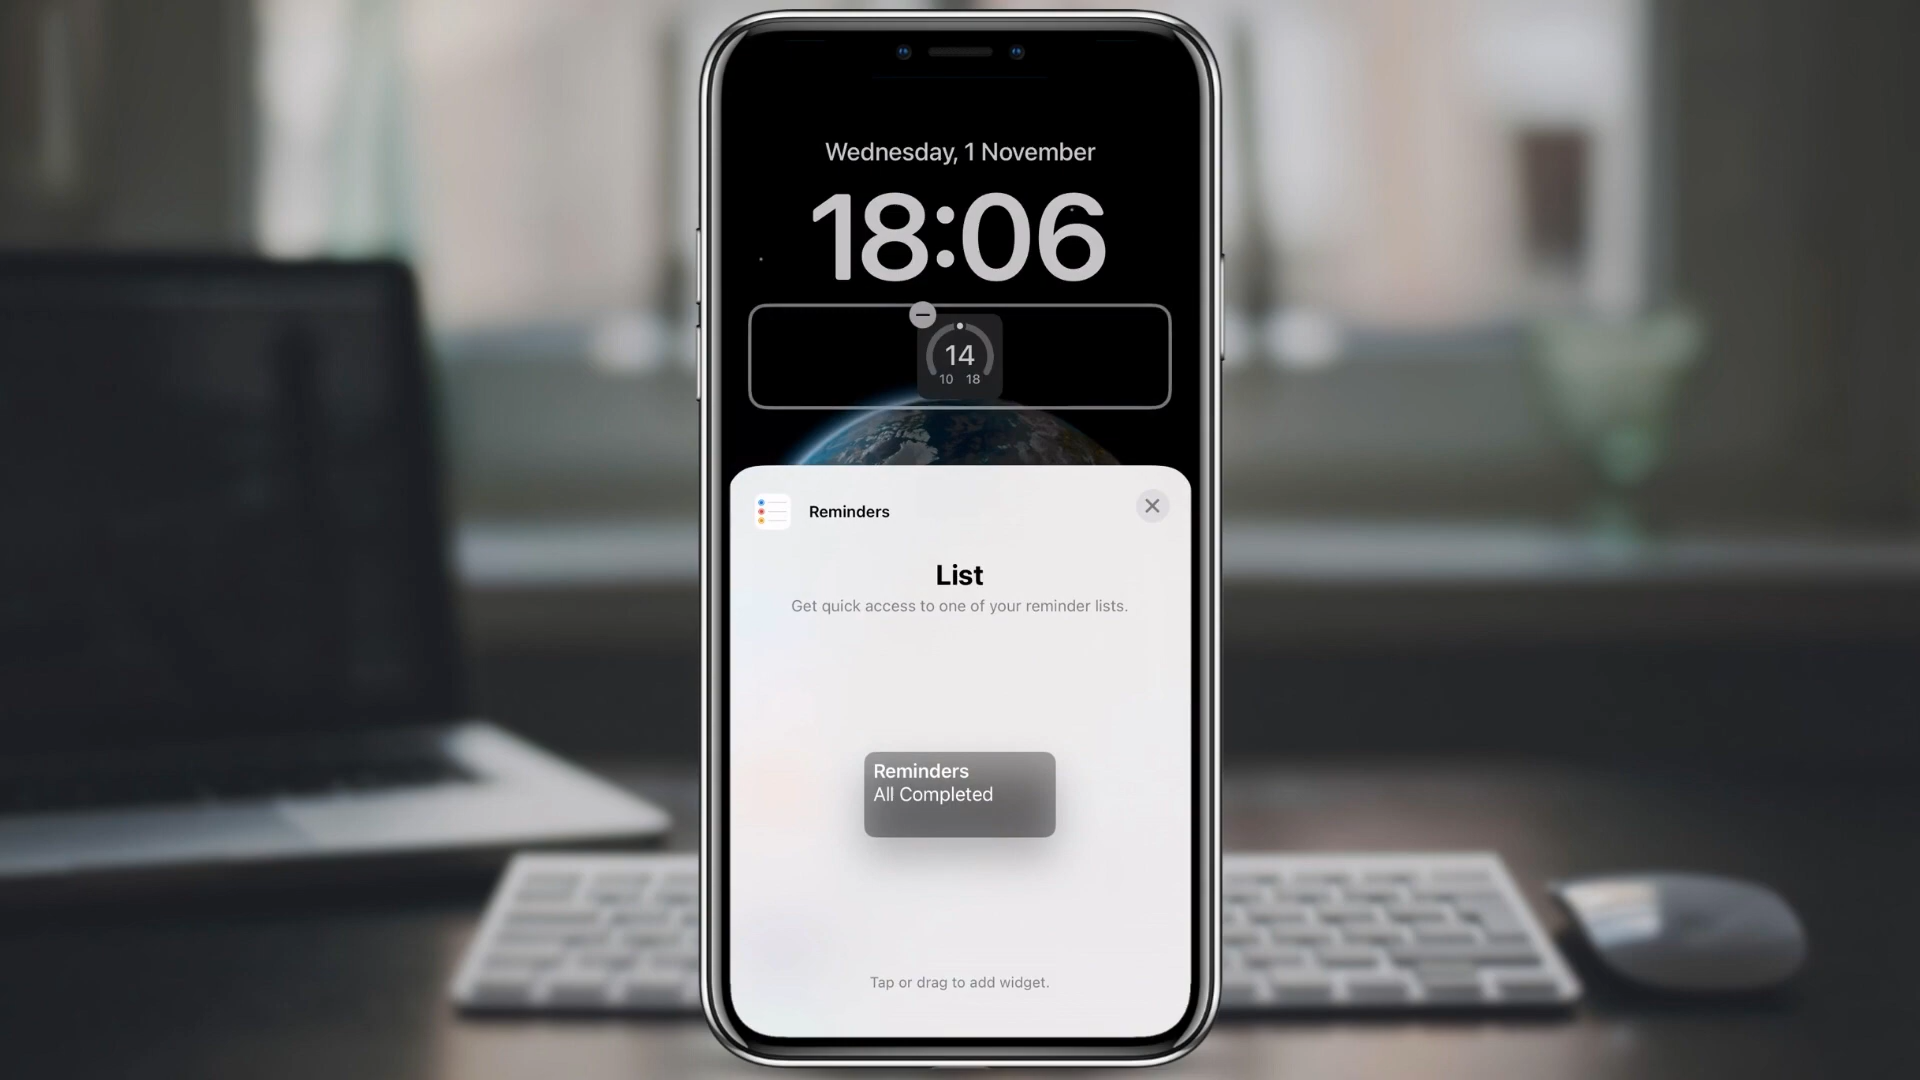 Wednesday, 1 November
18:06
14
10 18
Reminders
List
Get quick access to one of your reminder lists.
Reminders
All Completed
Tap or drag to add widget.